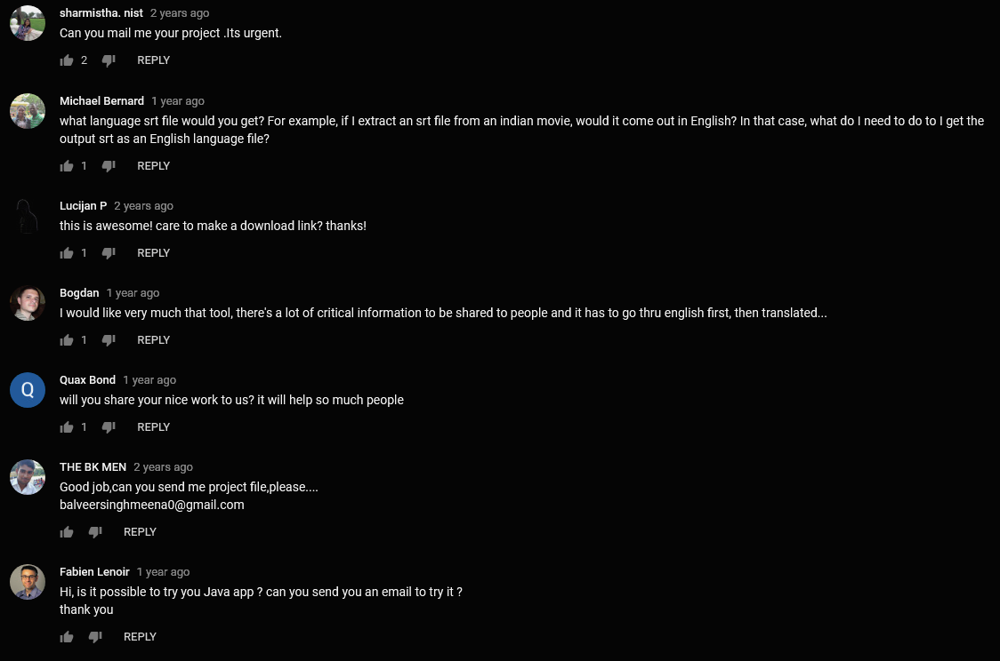 sharmistha. nist 2 years ago
Can you mail me your project .Its urgent.
2 REPLY
Michael Bernard 1 year ago
what language srt file would you get? For example, if I extract an srt file from an indian movie, would it come out in English? In that case, what do I need to do to I get the
output srt as an English language file?
1 REPLY
Lucijan P 2 years ago
this is awesome! care to make a download link? thanks!
1 REPLY
Bogdan 1 year ago
I would like very much that tool, there's a lot of critical information to be shared to people and it has to go thru english first, then translated...
1 REPLY
Q
Quax Bond 1 year ago
will you share your nice work to us? it will help so much people
1 REPLY
THE BK MEN 2 years ago
Good job,can you send me project file,please....
balveersinghmeena0@gmail.com
REPLY
Fabien Lenoir 1 year ago
Hi, is it possible to try you Java app ? can you send you an email to try it ?
thank you
REPLY